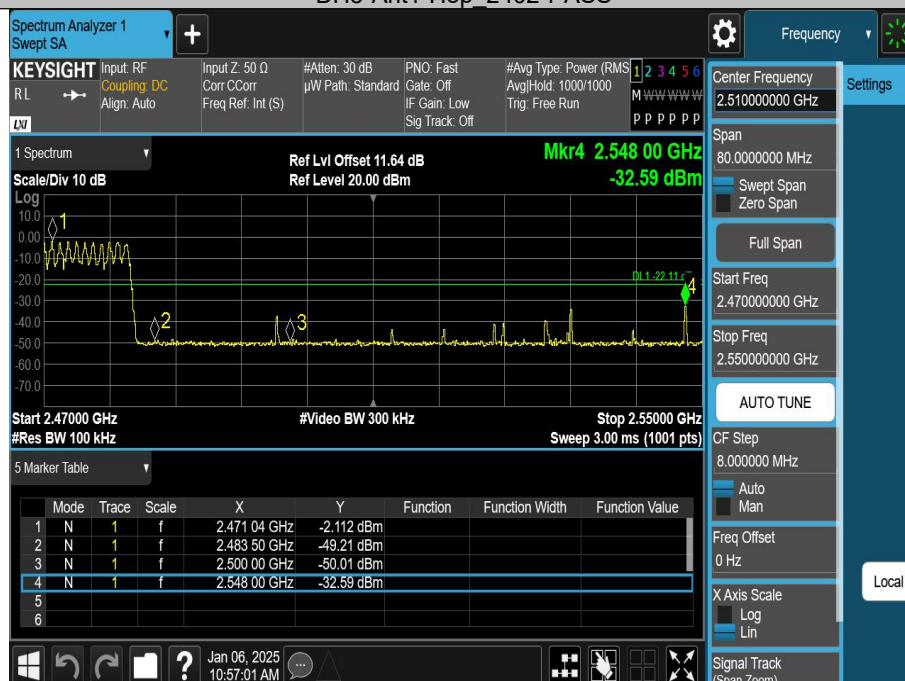 Spectrum Analyzer 1
Swept SA
+
Frequency
KEYSIGHT
RL
LXI
Input: RF
Coupling: DC
Align: Auto
Input Z: 50 Ω
Corr CCorr
Freq Ref: Int (S)
#Atten: 30 dB
µW Path: Standard
PNO: Fast
Gate: Off
IF Gain: Low
Sig Track: Off
#Avg Type: Power (RMS
Avg|Hold: 1000/1000
Trig: Free Run
1 2 3 4 5 6
M W W W W W
P P P P P P
Center Frequency
2.510000000 GHz
Settings
Span
80.0000000 MHz
Swept Span
Zero Span
Full Span
Start Freq
2.470000000 GHz
Stop Freq
2.550000000 GHz
AUTO TUNE
CF Step
8.000000 MHz
Auto
Man
Freq Offset
0 Hz
X Axis Scale
Log
Lin
Local
Signal Track
(Span Zoom)
1 Spectrum
Scale/Div 10 dB
Ref Lvl Offset 11.64 dB
Ref Level 20.00 dBm
Mkr4 2.548 00 GHz
-32.59 dBm
Log
10.0
0.00
-10.0
-20.0
-30.0
-40.0
-50.0
-60.0
-70.0
1
2
3
4
DL1 -22.11
Start 2.47000 GHz
#Video BW 300 kHz
Stop 2.55000 GHz
#Res BW 100 kHz
Sweep 3.00 ms (1001 pts)
5 Marker Table
Mode Trace Scale X Y Function Function Width Function Value
1 N 1 f 2.471 04 GHz -2.112 dBm
2 N 1 f 2.483 50 GHz -49.21 dBm
3 N 1 f 2.500 00 GHz -50.01 dBm
4 N 1 f 2.548 00 GHz -32.59 dBm
5
6
?
Jan 06, 2025
10:57:01 AM